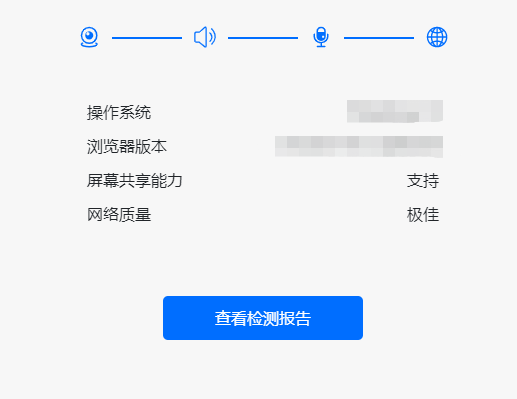 操作系统
浏览器版本
屏幕共享能力 支持
网络质量 极佳
查看检测报告